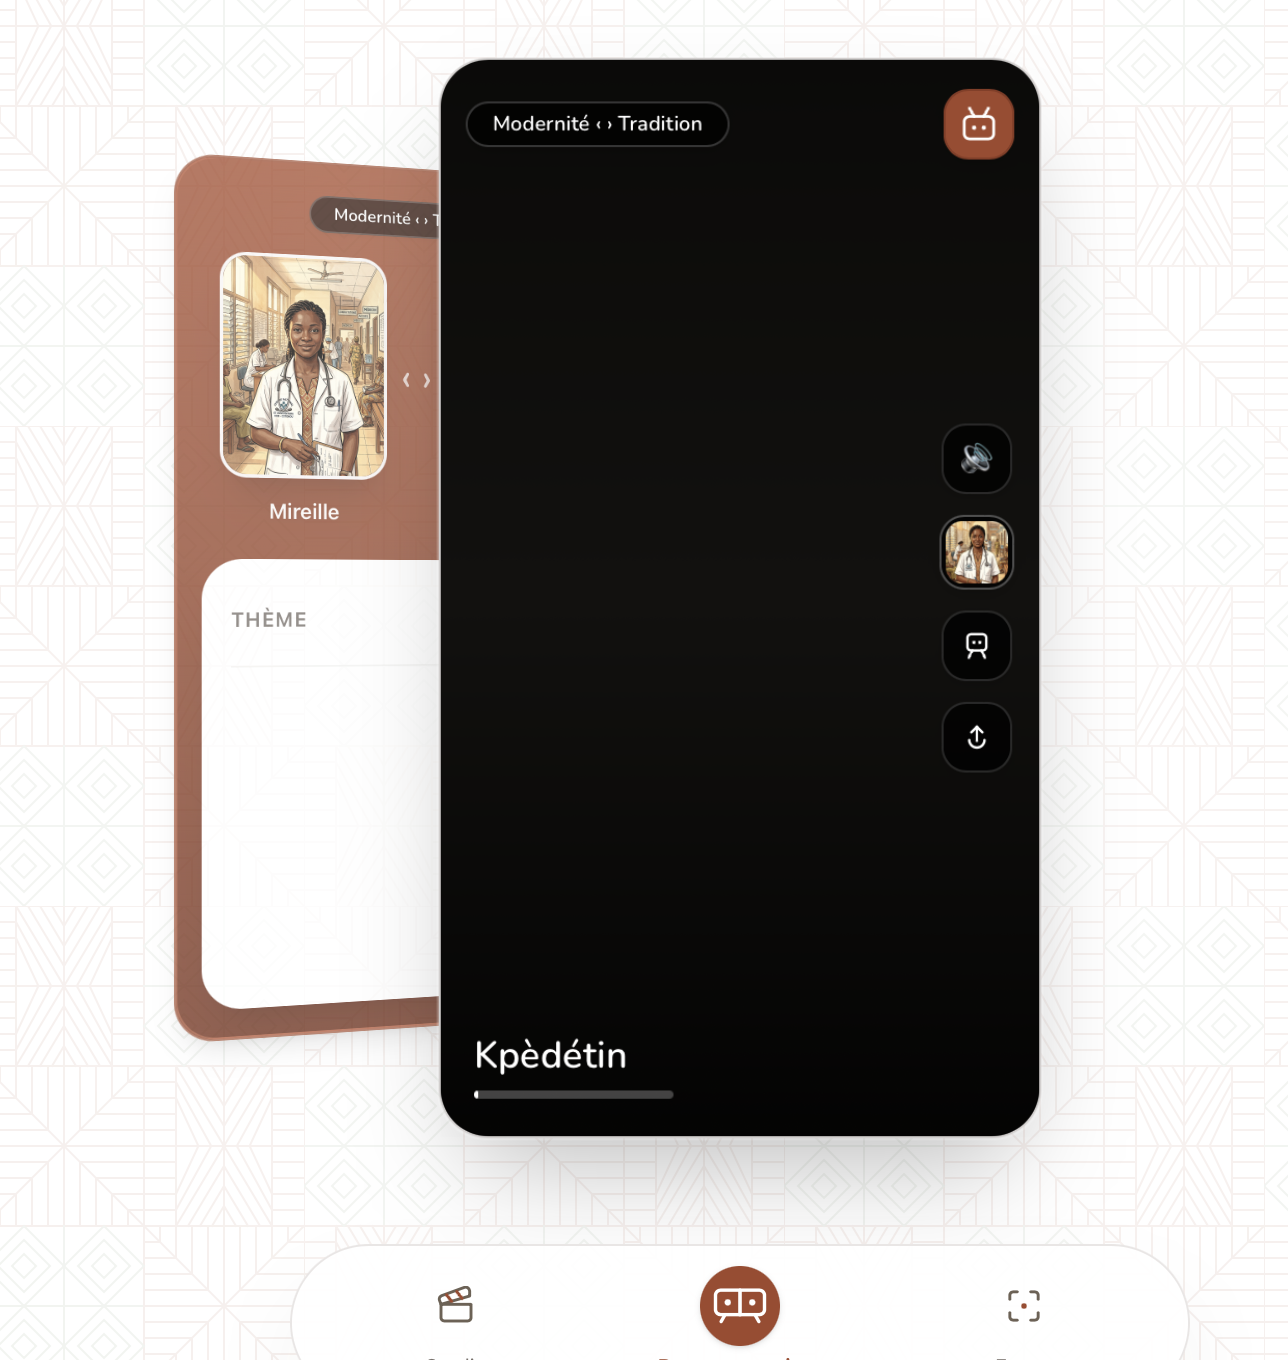 Modernité ‹ › Tradition
Modernité ‹ › T
Mireille
THÈME
Kpèdétin